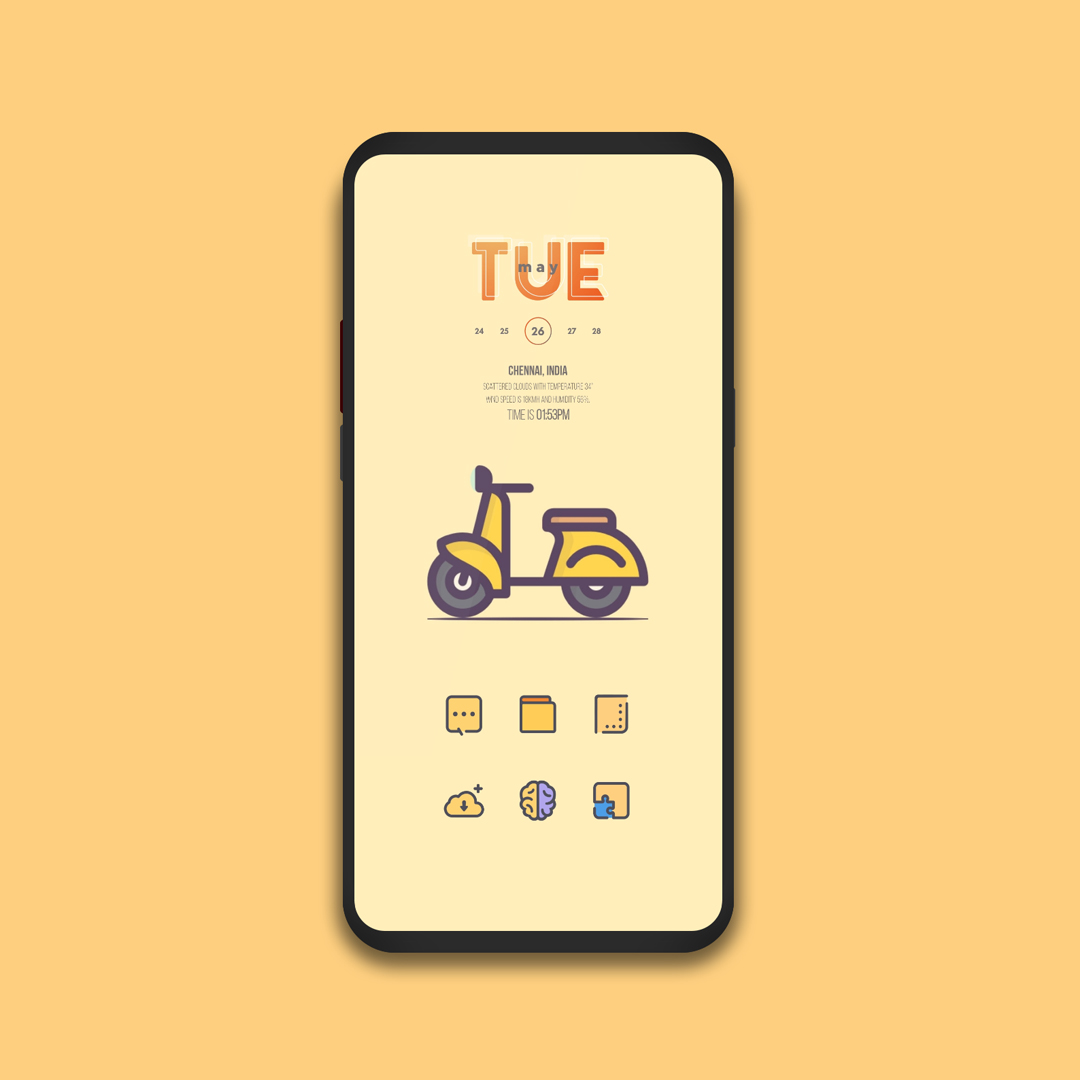 TUE
may
24 25 26 27 28
CHENNAI, INDIA
SCATTERED CLOUDS WITH TEMPERATURE 34°
WIND SPEED IS 18KMH AND HUMIDITY 55%.
TIME IS 01:53PM